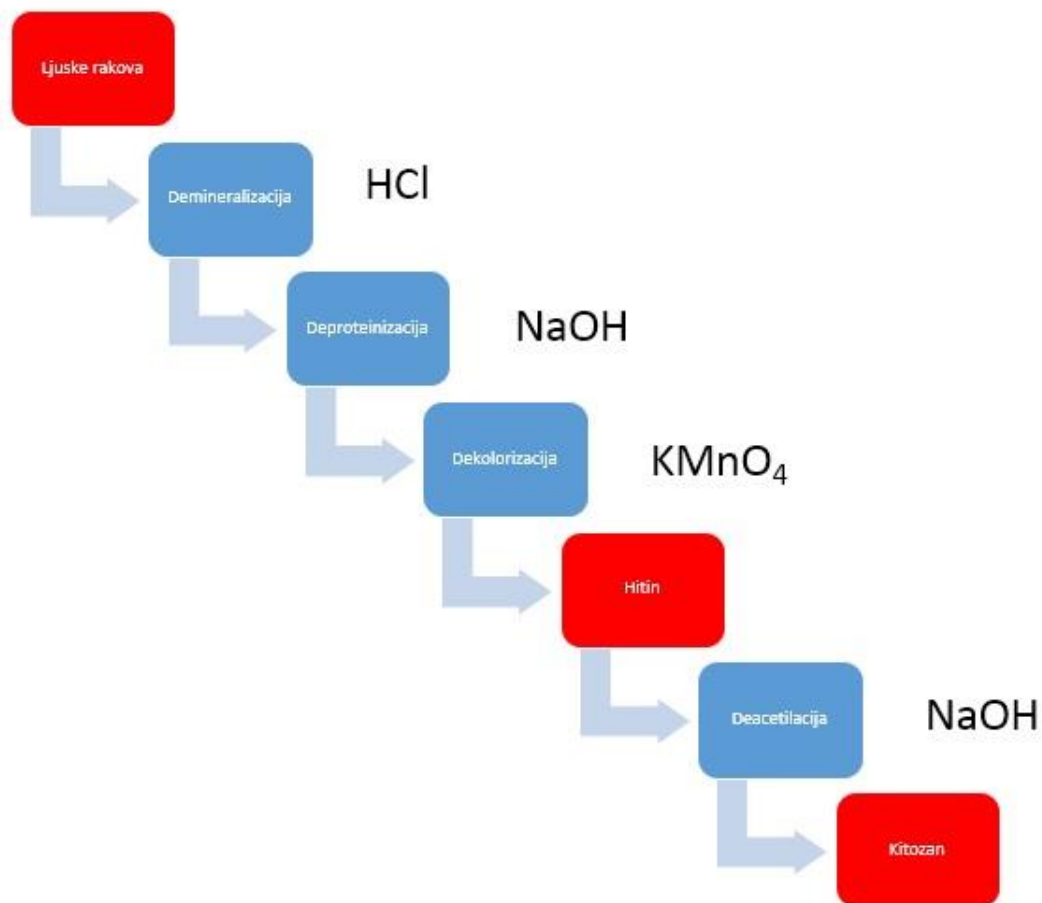 Ljuske rakova
Demineralizacija
HCl
Deproteinizacija
NaOH
Dekolorizacija
KMnO₄
Hitin
Deacetilacija
NaOH
Kitozan